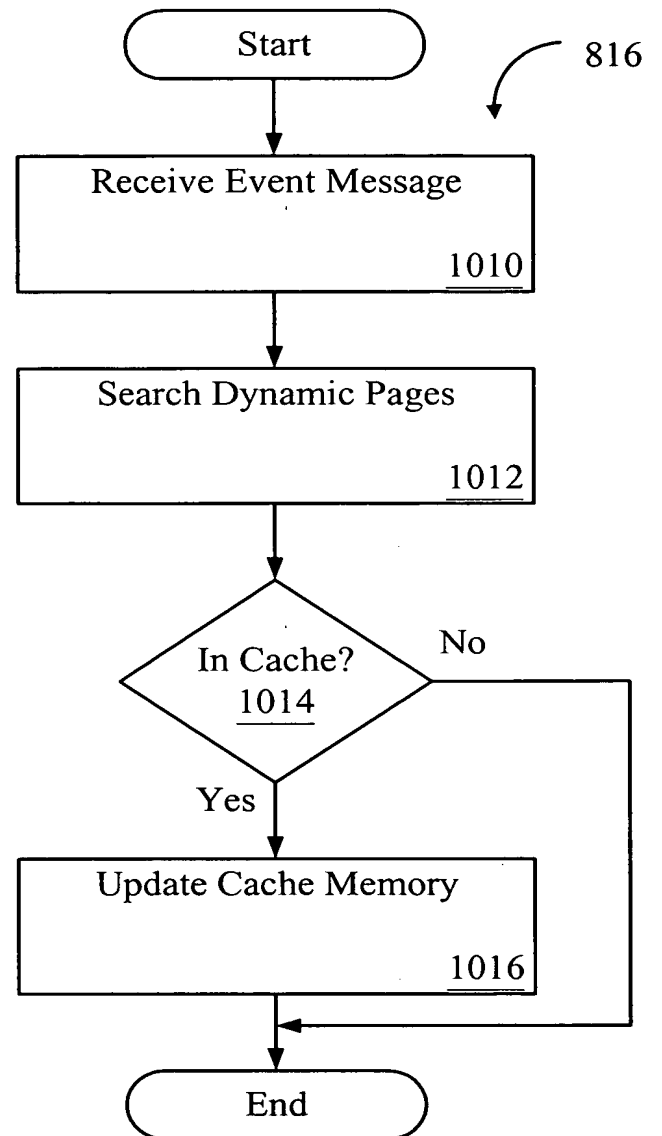 Start
816
Receive Event Message
1010
Search Dynamic Pages
1012
In Cache?
1014
No
Yes
Update Cache Memory
1016
End